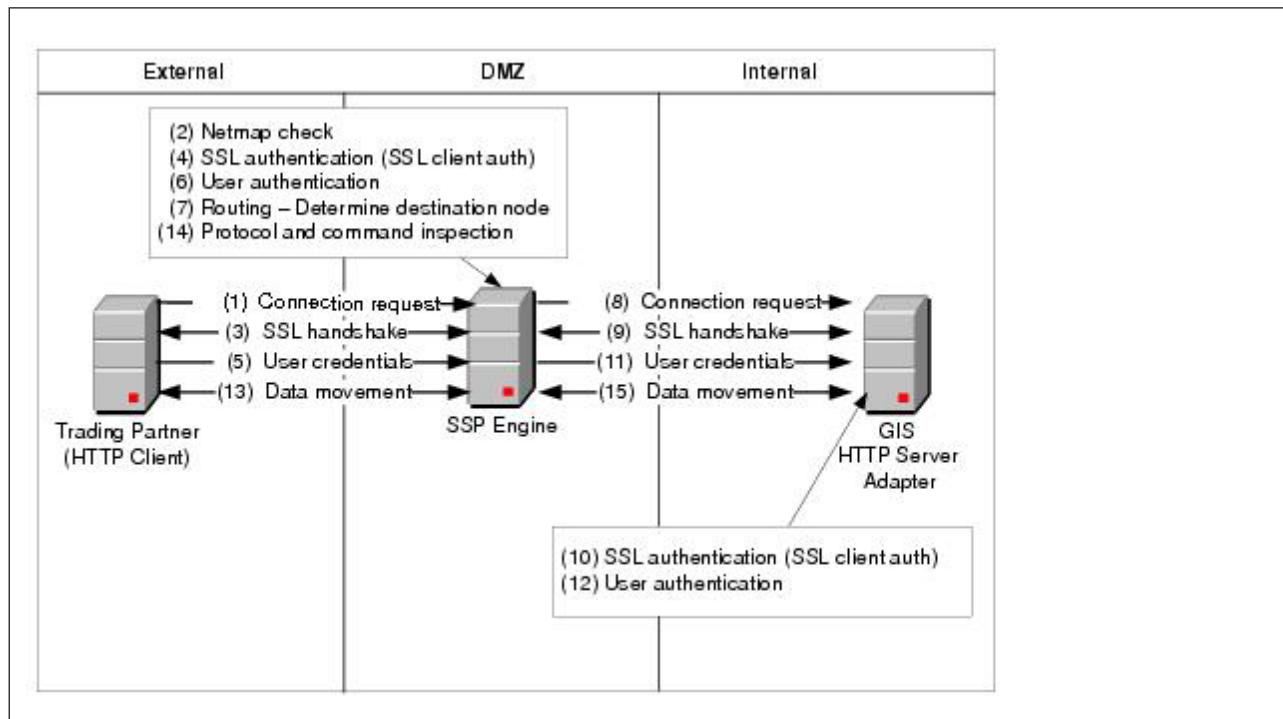 External
DMZ
Internal
(2) Netmap check
(4) SSL authentication (SSL client auth)
(6) User authentication
(7) Routing – Determine destination node
(14) Protocol and command inspection
(1) Connection request
(3) SSL handshake
(5) User credentials
(13) Data movement
(8) Connection request
(9) SSL handshake
(11) User credentials
(15) Data movement
Trading Partner
(HTTP Client)
SSP Engine
GIS
HTTP Server
Adapter
(10) SSL authentication (SSL client auth)
(12) User authentication